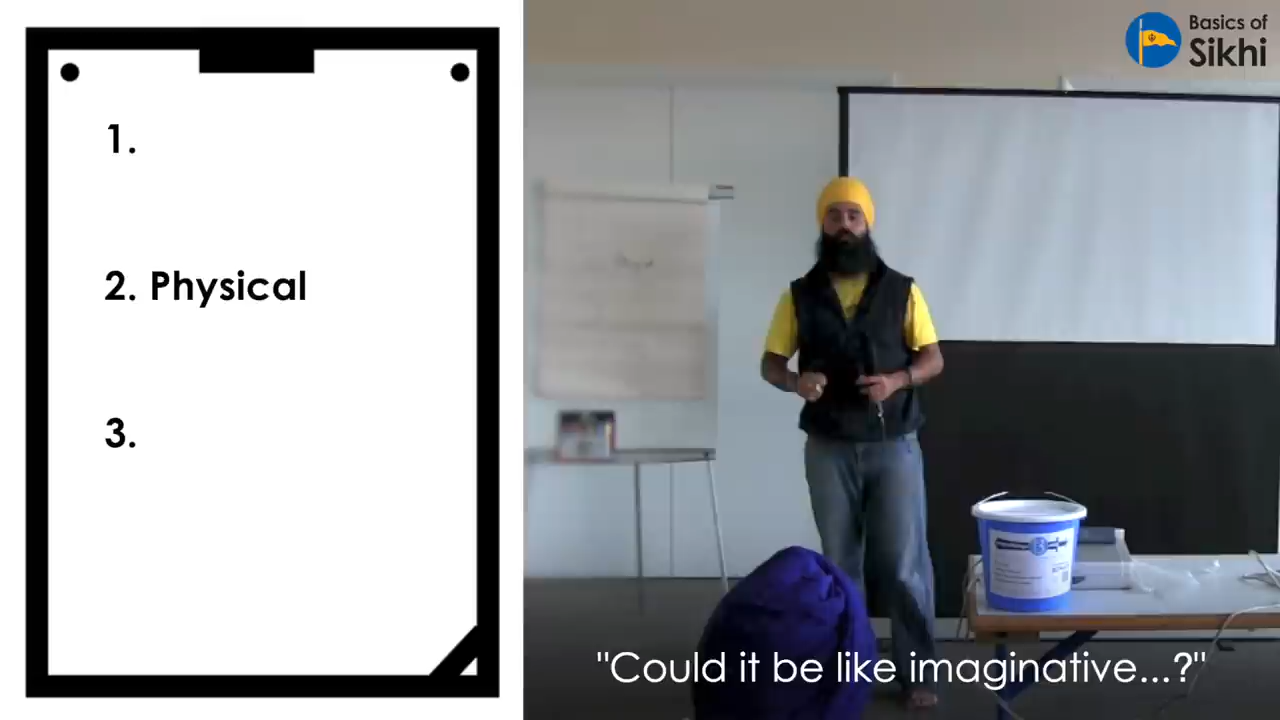 1.
2. Physical
3.
Basics of
Sikhi
"Could it be like imaginative...?"